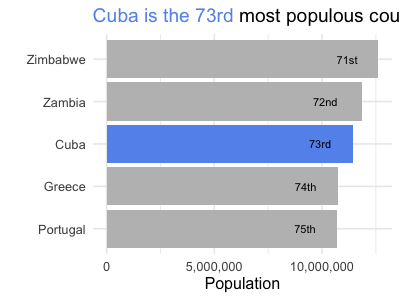 Cuba is the 73rd most populous cou
Zimbabwe 71st
Zambia 72nd
Cuba 73rd
Greece 74th
Portugal 75th
0 5,000,000 10,000,000
Population